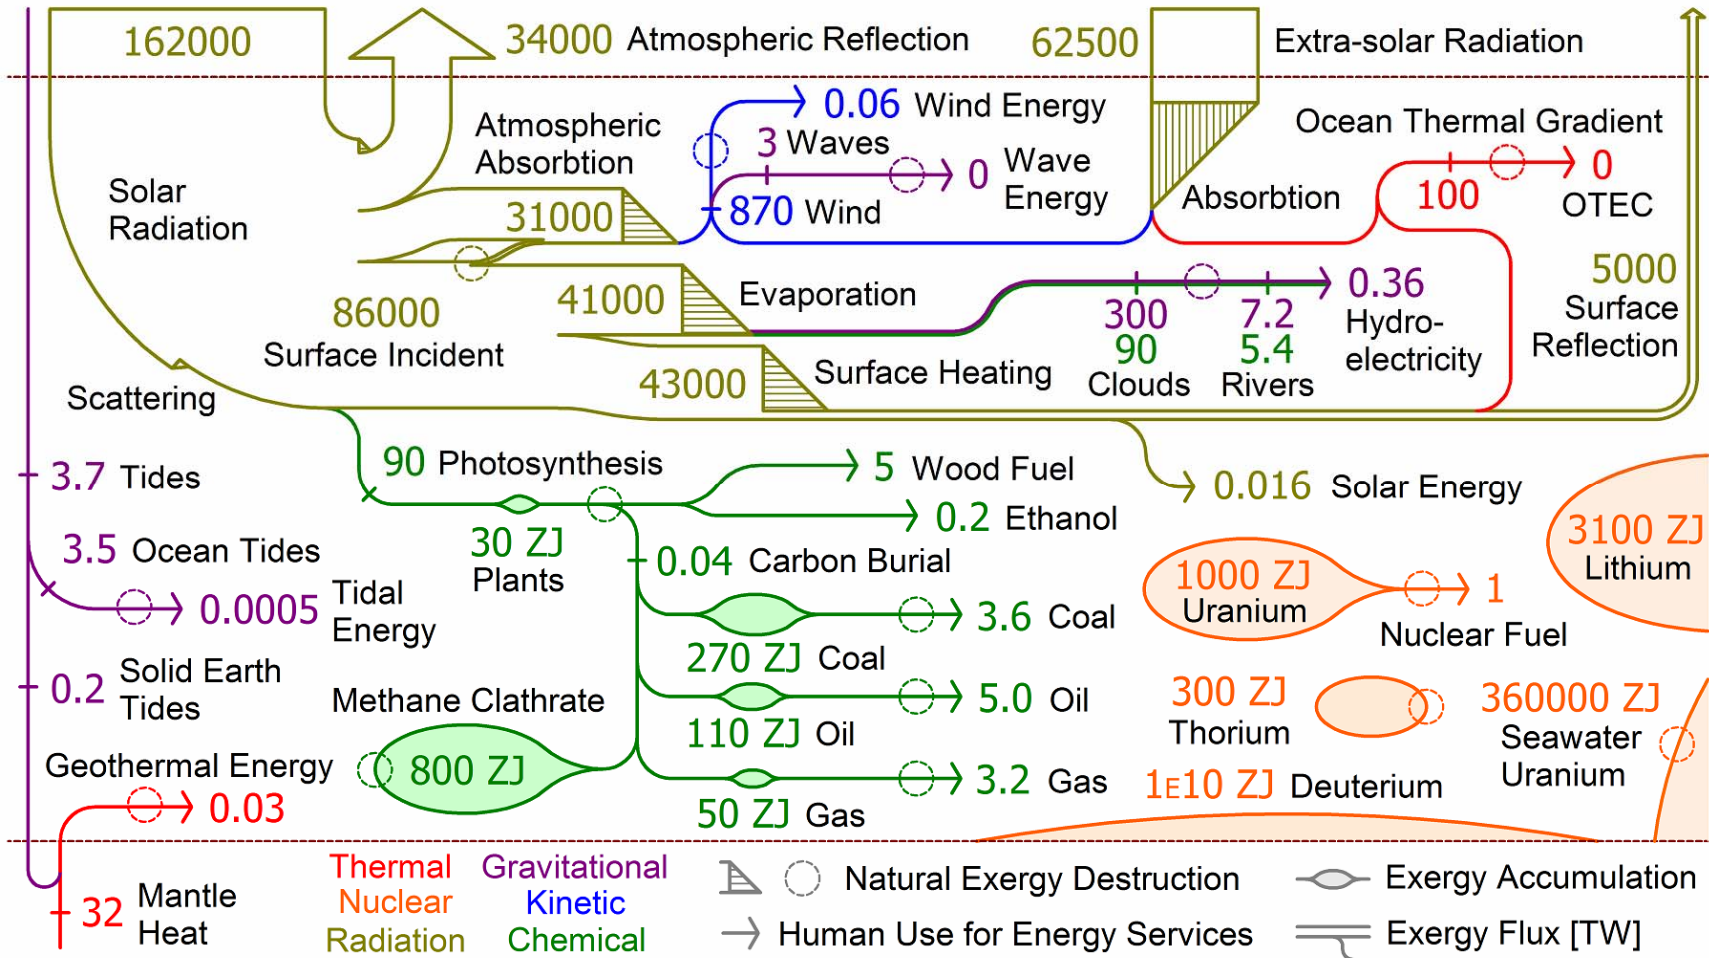 162000
34000 Atmospheric Reflection
62500 Extra-solar Radiation
Atmospheric
Absorbtion
31000
0.06 Wind Energy
3 Waves
0 Wave
Energy
870 Wind
Absorbtion
Ocean Thermal Gradient
100
0
OTEC
Solar
Radiation
86000
Surface Incident
41000 Evaporation
300
90
Clouds
7.2
5.4
Rivers
0.36
Hydro-
electricity
5000
Surface
Reflection
43000 Surface Heating
Scattering
3.7 Tides
90 Photosynthesis
5 Wood Fuel
0.2 Ethanol
0.016 Solar Energy
3.5 Ocean Tides
30 ZJ
Plants
0.04 Carbon Burial
0.0005 Tidal
Energy
3.6 Coal
270 ZJ Coal
1000 ZJ
Uranium
1
Nuclear Fuel
3100 ZJ
Lithium
0.2 Solid Earth
Tides
Methane Clathrate
800 ZJ
5.0 Oil
110 ZJ Oil
300 ZJ
Thorium
360000 ZJ
Seawater
Uranium
Geothermal Energy
0.03
3.2 Gas
50 ZJ Gas
1E10 ZJ Deuterium
32 Mantle
Heat
Thermal Gravitational
Nuclear Kinetic
Radiation Chemical
Natural Exergy Destruction
Human Use for Energy Services
Exergy Accumulation
Exergy Flux [TW]